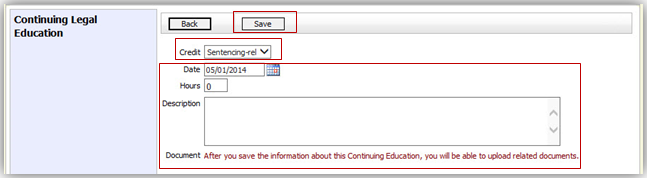 Continuing Legal
Education
Back
Save
Credit Sentencing-rel
Date 05/01/2014
Hours 0
Description
Document After you save the information about this Continuing Education, you will be able to upload related documents.